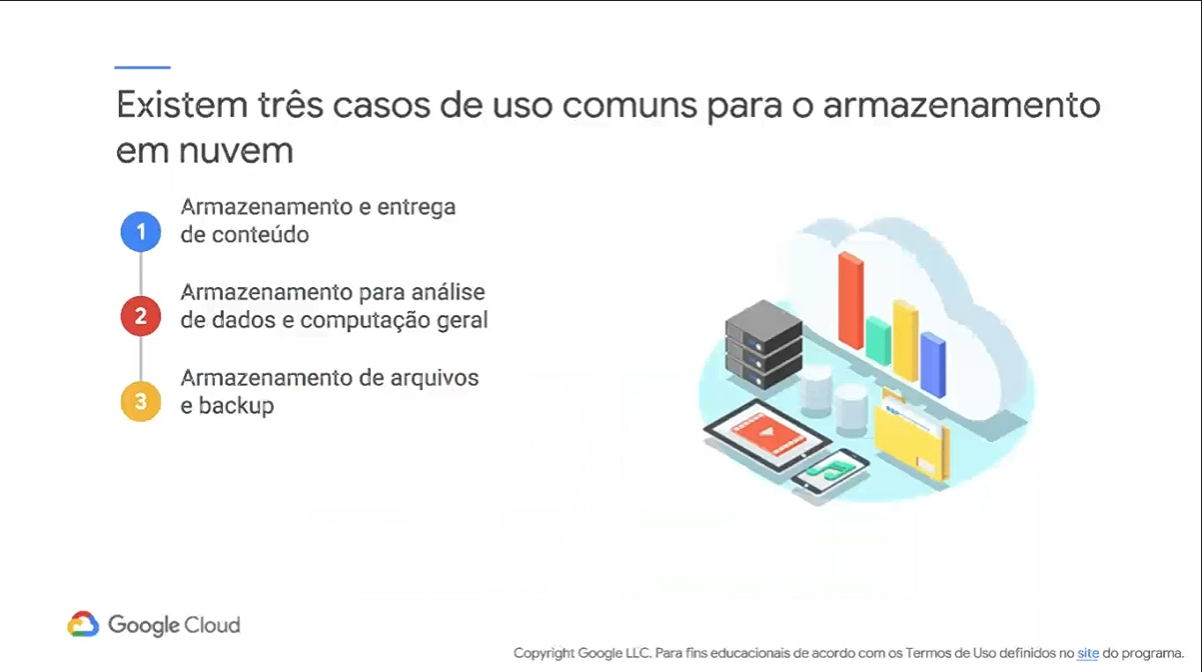 Existem três casos de uso comuns para o armazenamento
em nuvem
1
Armazenamento e entrega
de conteúdo
2
Armazenamento para análise
de dados e computação geral
3
Armazenamento de arquivos
e backup
Google Cloud
Copyright Google LLC. Para fins educacionais de acordo com os Termos de Uso definidos no site do programa.